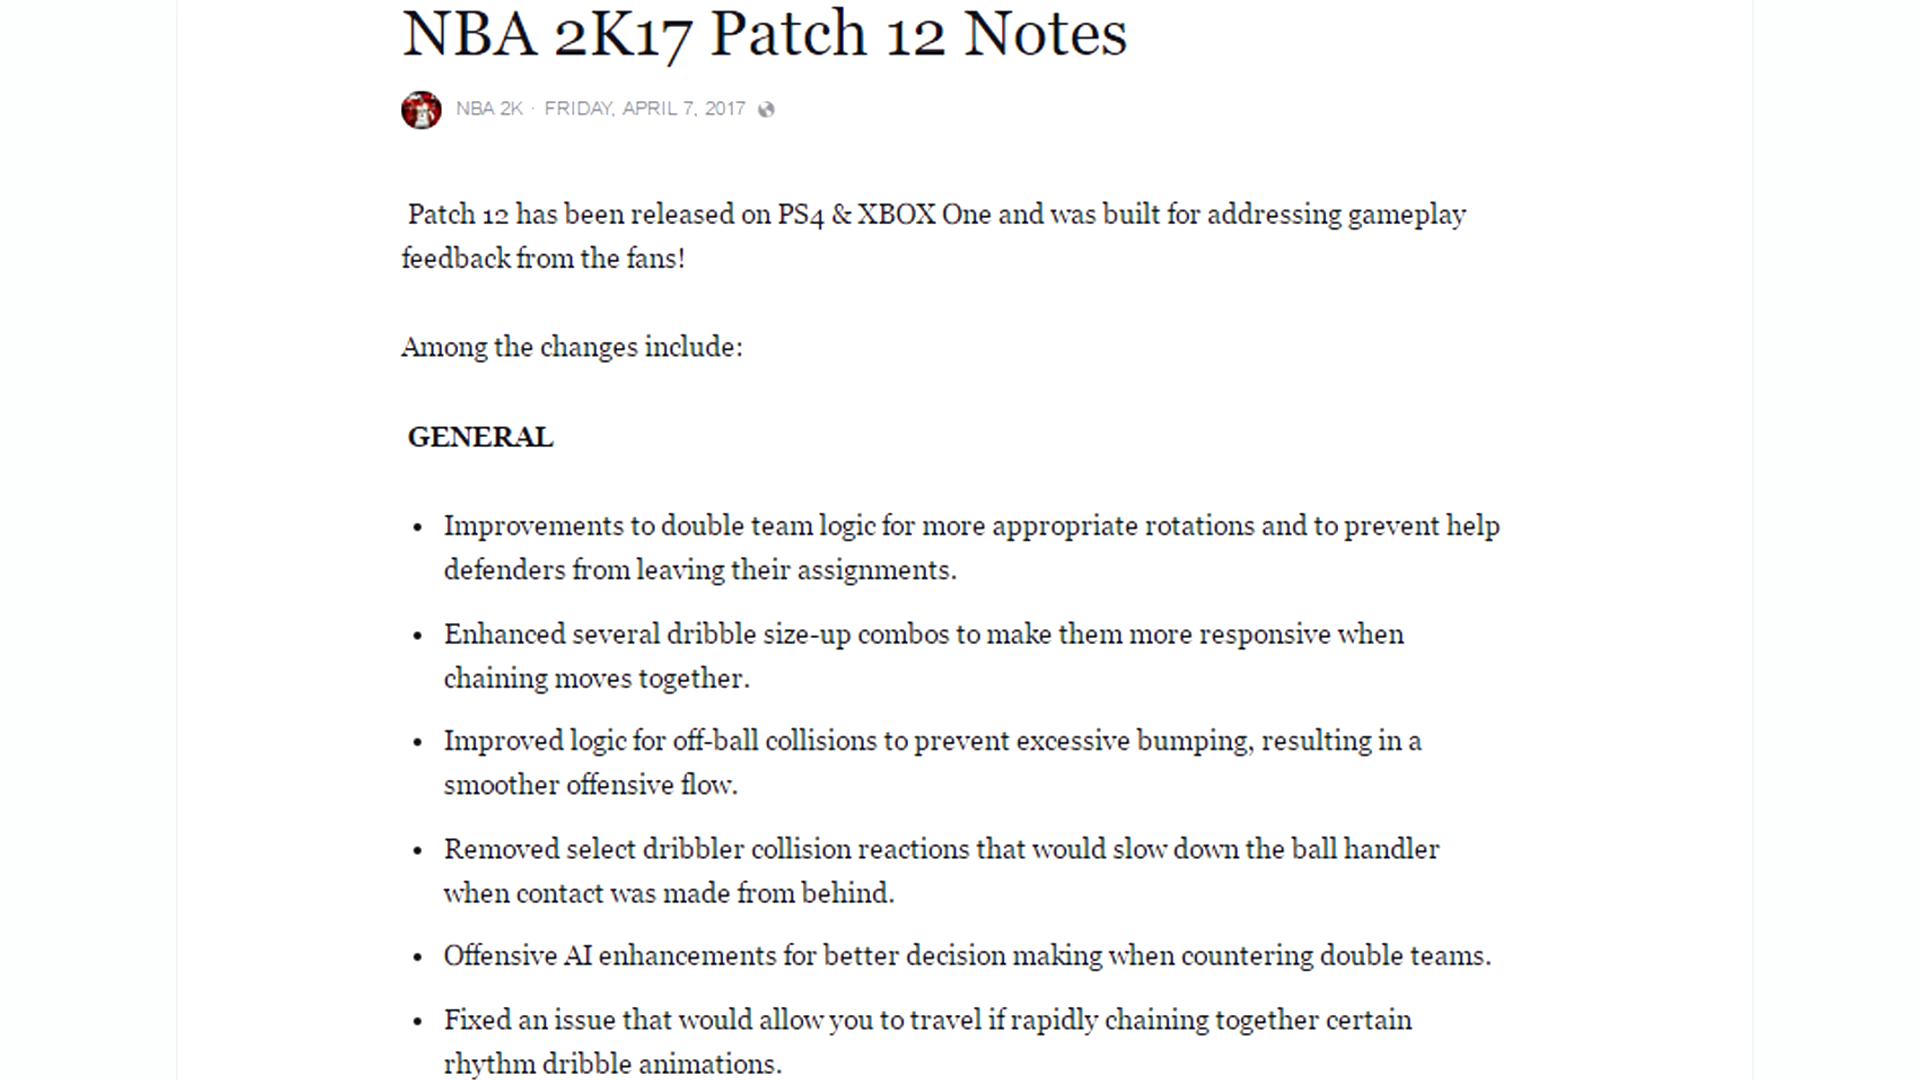 NBA 2K17 Patch 12 Notes
NBA 2K · FRIDAY, APRIL 7, 2017
Patch 12 has been released on PS4 & XBOX One and was built for addressing gameplay
feedback from the fans!
Among the changes include:
GENERAL
• Improvements to double team logic for more appropriate rotations and to prevent help
defenders from leaving their assignments.
• Enhanced several dribble size-up combos to make them more responsive when
chaining moves together.
• Improved logic for off-ball collisions to prevent excessive bumping, resulting in a
smoother offensive flow.
• Removed select dribbler collision reactions that would slow down the ball handler
when contact was made from behind.
• Offensive AI enhancements for better decision making when countering double teams.
• Fixed an issue that would allow you to travel if rapidly chaining together certain
rhythm dribble animations.